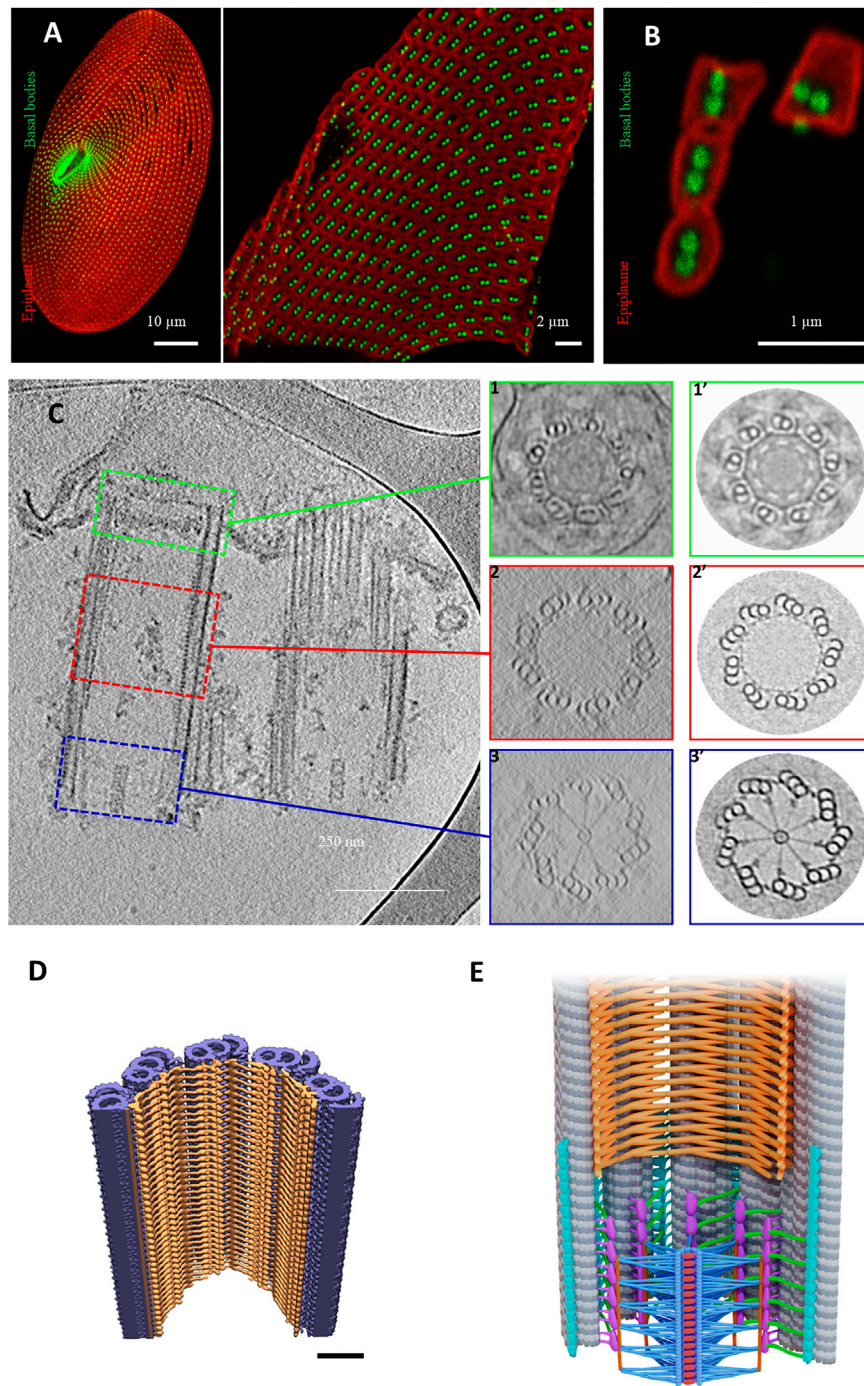 A
Basal bodies
Epiplasm
10 µm
2 µm
B
Basal bodies
Epiplasme
1 µm
C
250 nm
1
1'
2
2'
3
3'
D
E